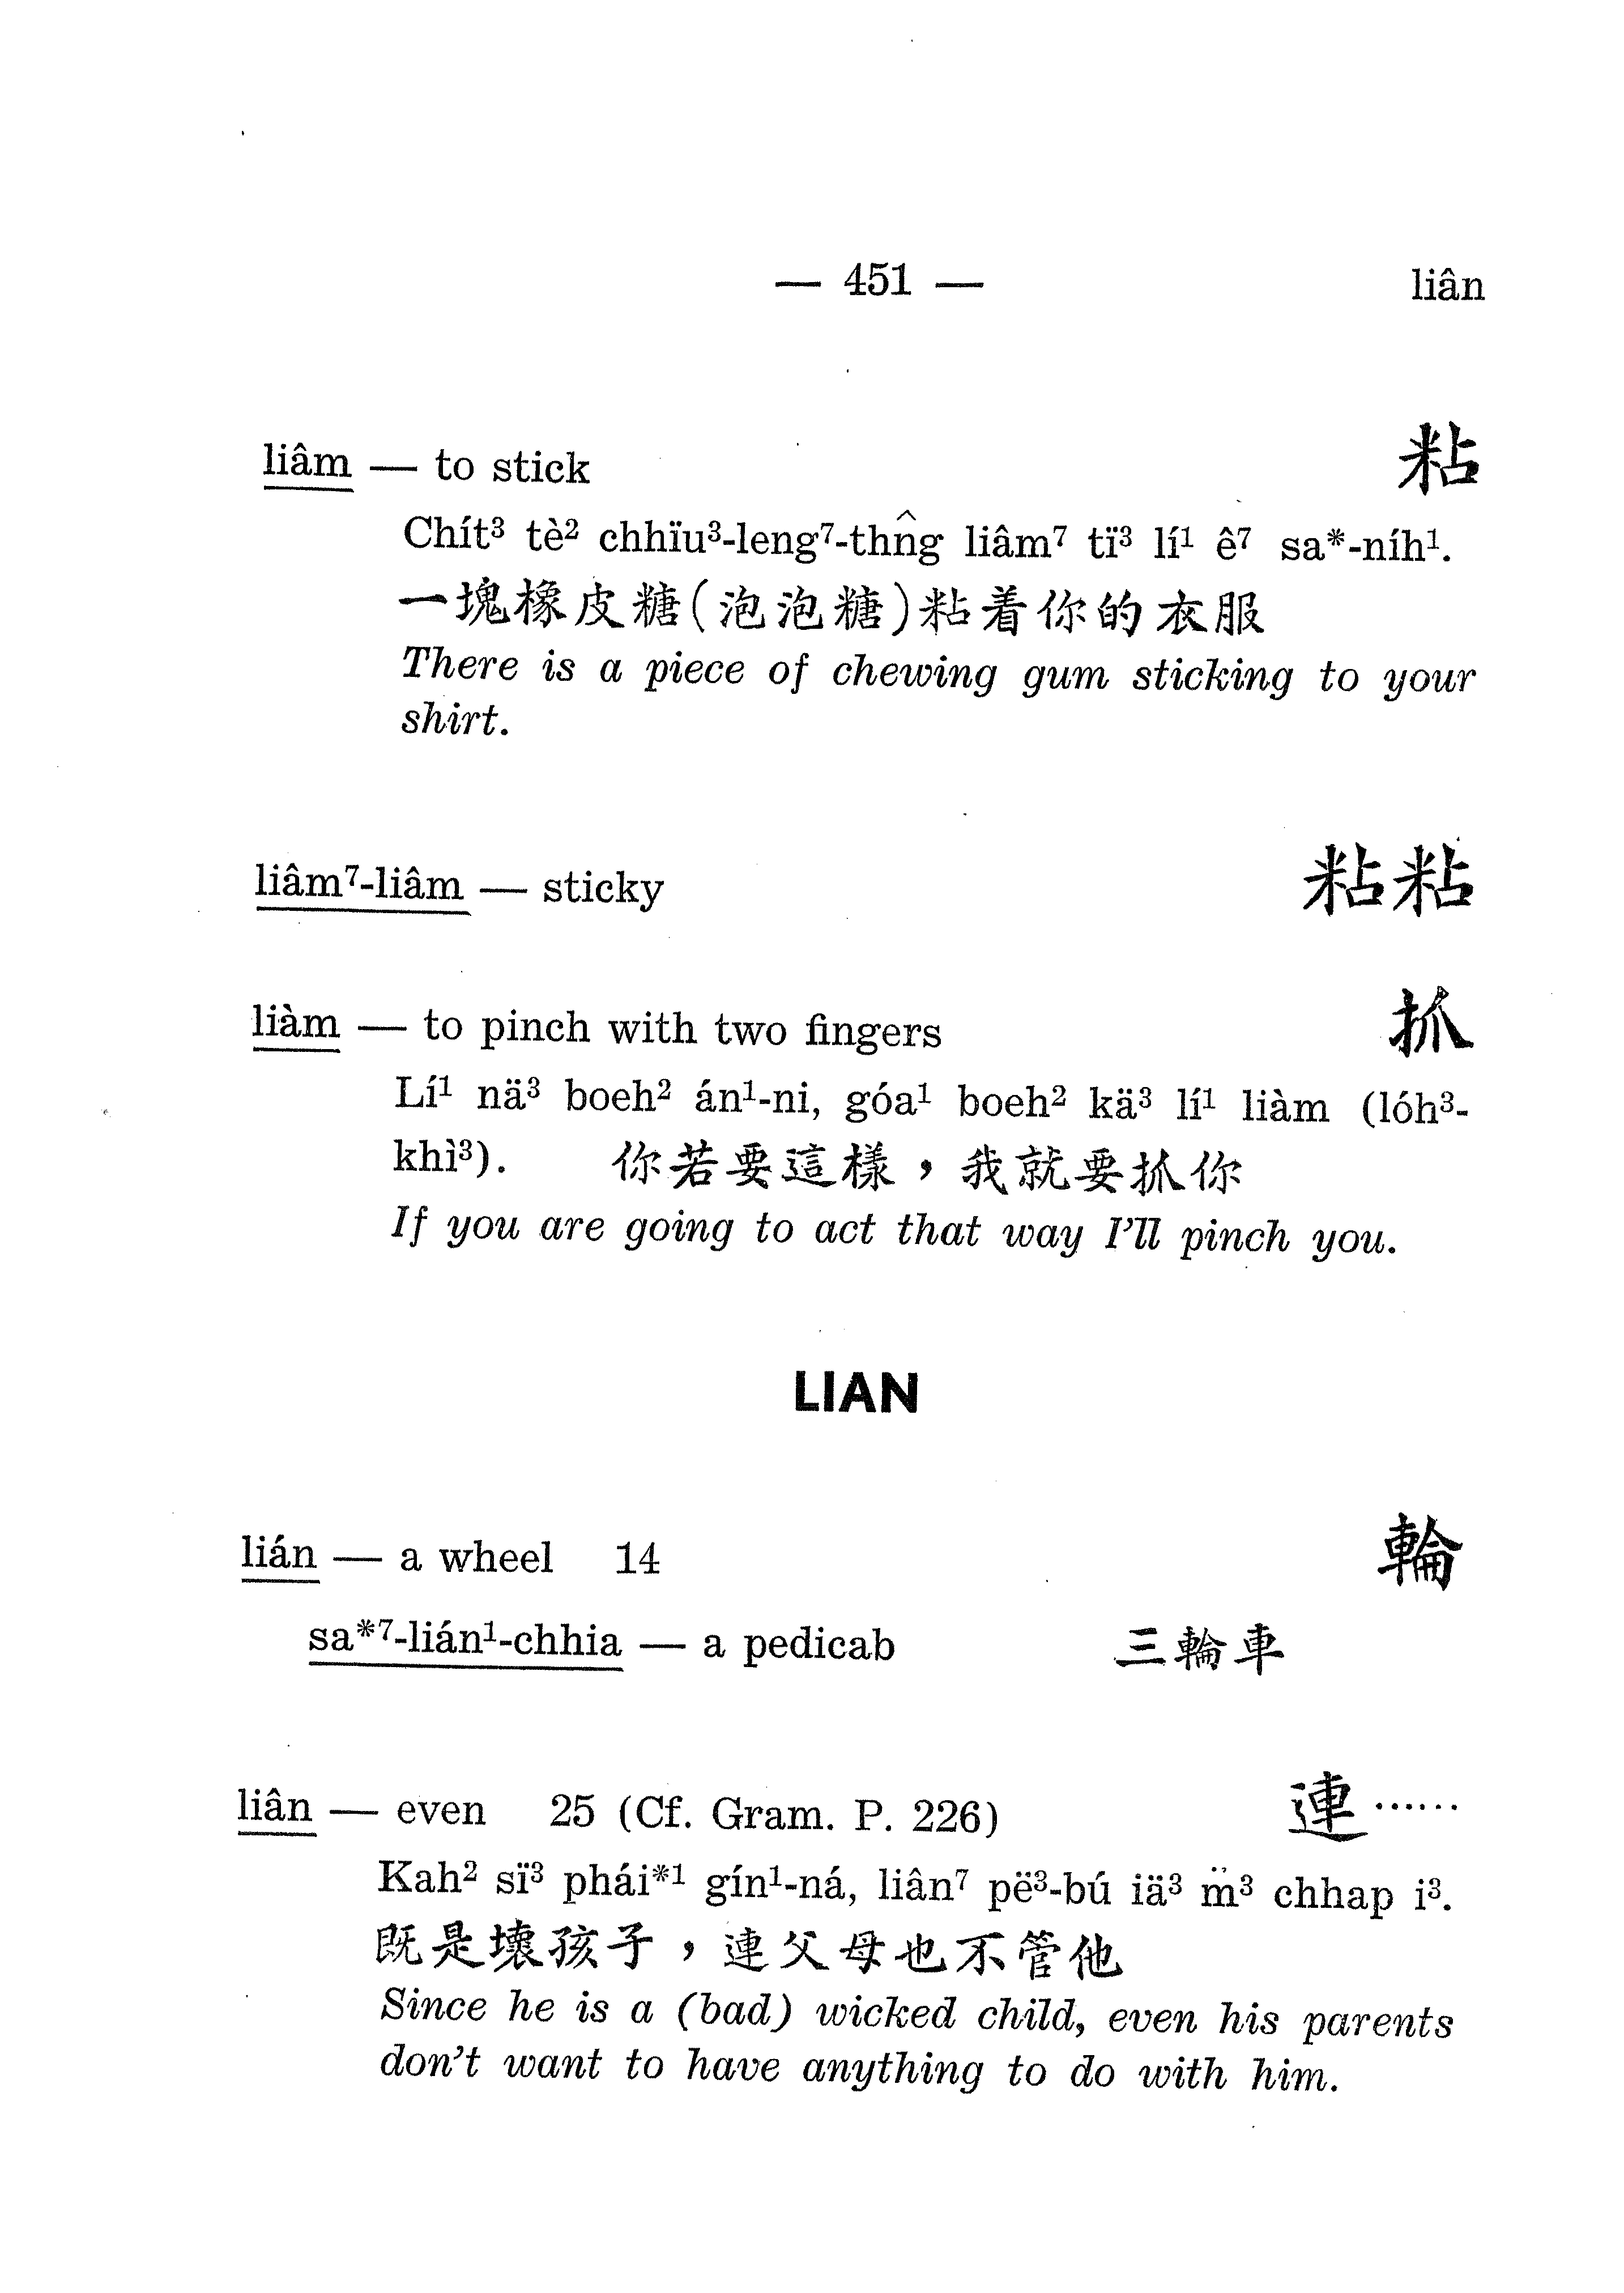 — 451 — liân
liâm — to stick 粘
Chít³ tè² chhïu³-leng⁷-thn̂g liâm⁷ tï³ lí¹ ê⁷ sa*-níh¹.
一塊橡皮糖(泡泡糖)粘着你的衣服
There is a piece of chewing gum sticking to your
shirt.
liâm⁷-liâm — sticky 粘粘
liàm — to pinch with two fingers 抓
Lí¹ nä³ boeh² án¹-ni, góa¹ boeh² kä³ lí¹ liàm (lóh³-
khì³). 你若要這樣，我就要抓你
If you are going to act that way I'll pinch you.
LIAN
lián — a wheel 14 輪
sa*⁷-lián¹-chhia — a pedicab 三輪車
liân — even 25 (Cf. Gram. P. 226) 連……
Kah² sï³ phái*¹ gín¹-ná, liân⁷ pë³-bú iä³ m̈³ chhap i³.
既是壞孩子，連父母也不管他
Since he is a (bad) wicked child, even his parents
don't want to have anything to do with him.